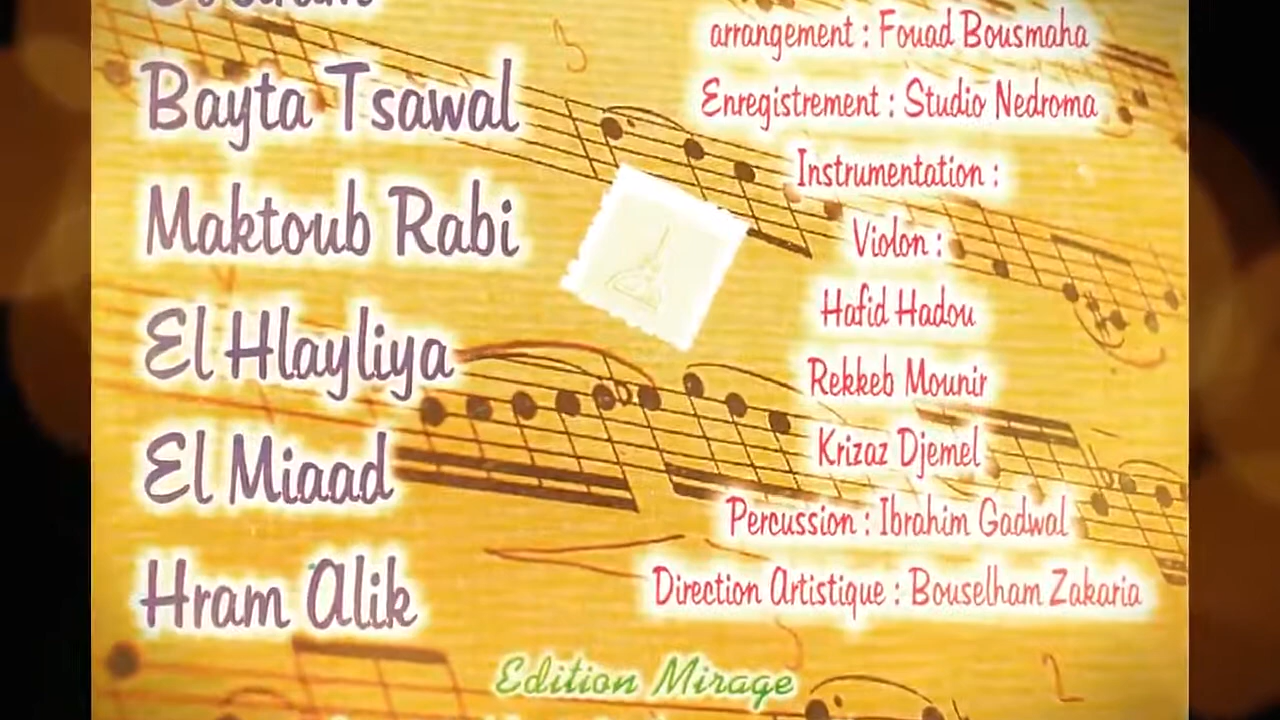 Bayta Tsawal
Maktoub Rabi
El Hlayliya
El Miaad
Hram Alik
arrangement : Fouad Bousmaha
Enregistrement : Studio Nedroma
Instrumentation :
Violon :
Hafid Hadou
Rekkeb Mounir
Krizaz Djemel
Percussion : Ibrahim Gadwal
Direction Artistique : Bouselham Zakaria
Edition Mirage